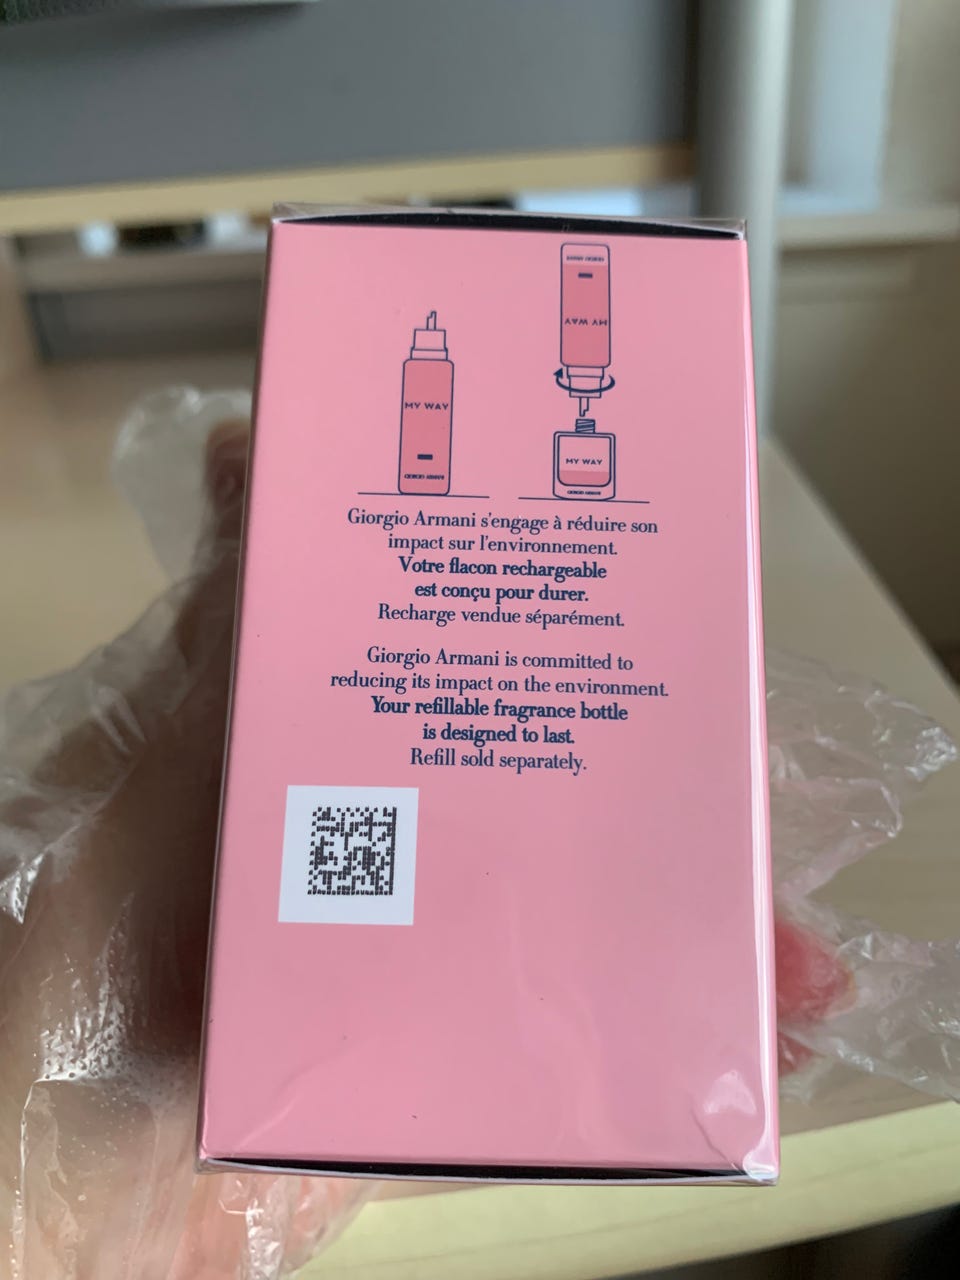 GIORGIO ARMANI
MY WAY
MY WAY
GIORGIO ARMANI
MY WAY
GIORGIO ARMANI
Giorgio Armani s'engage à réduire son
impact sur l'environnement.
Votre flacon rechargeable
est conçu pour durer.
Recharge vendue séparément.
Giorgio Armani is committed to
reducing its impact on the environment.
Your refillable fragrance bottle
is designed to last.
Refill sold separately.